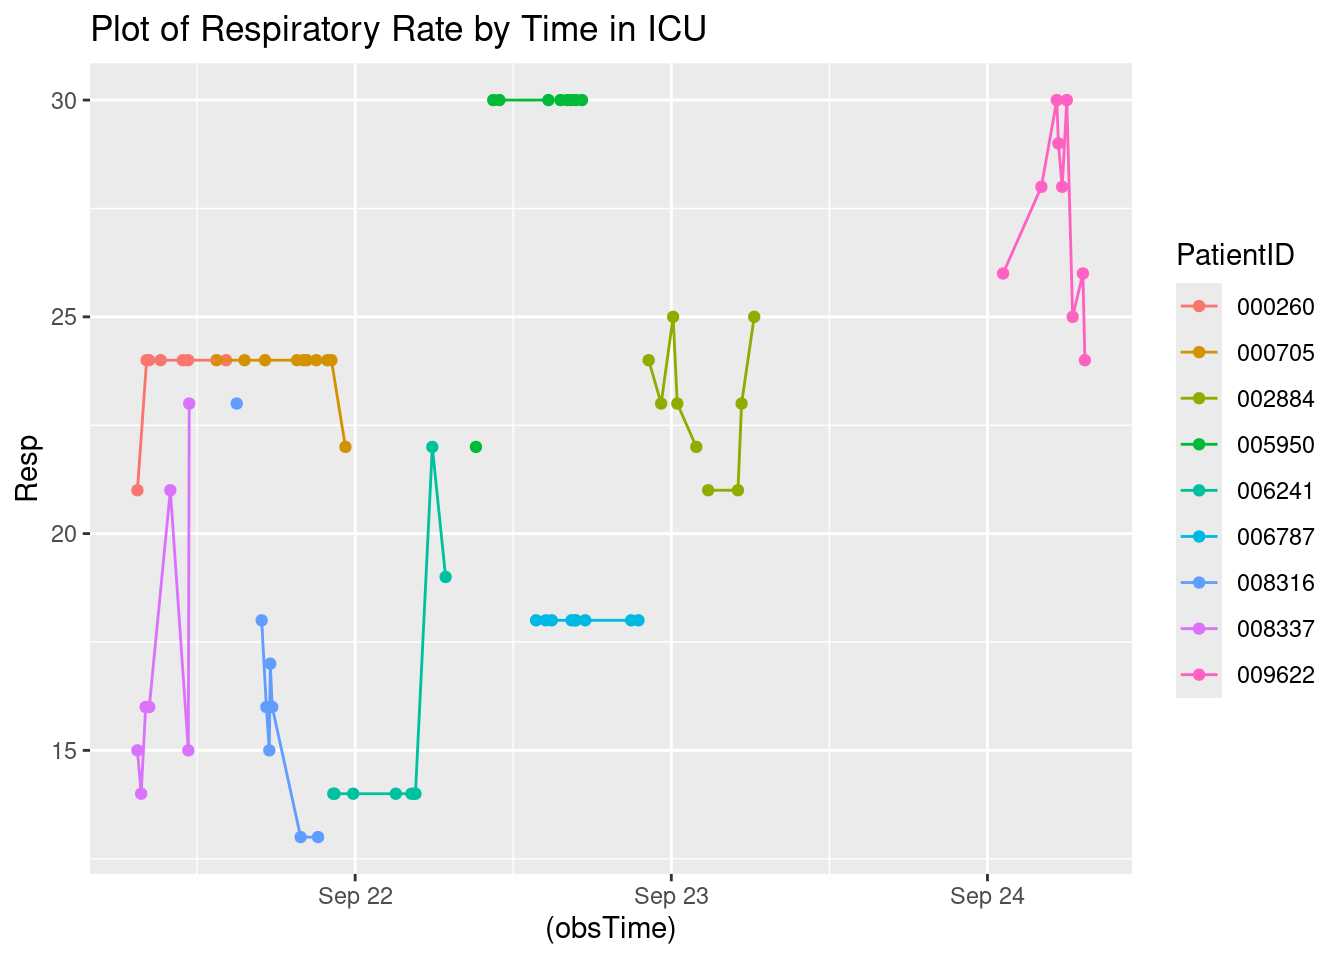 Plot of Respiratory Rate by Time in ICU
30
25
20
15
Resp
Sep 22
Sep 23
Sep 24
(obsTime)
PatientID
000260
000705
002884
005950
006241
006787
008316
008337
009622